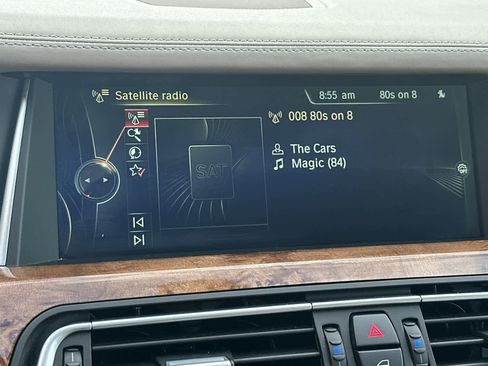 Satellite radio
8:55 am
80s on 8
008 80s on 8
The Cars
Magic (84)
SAT